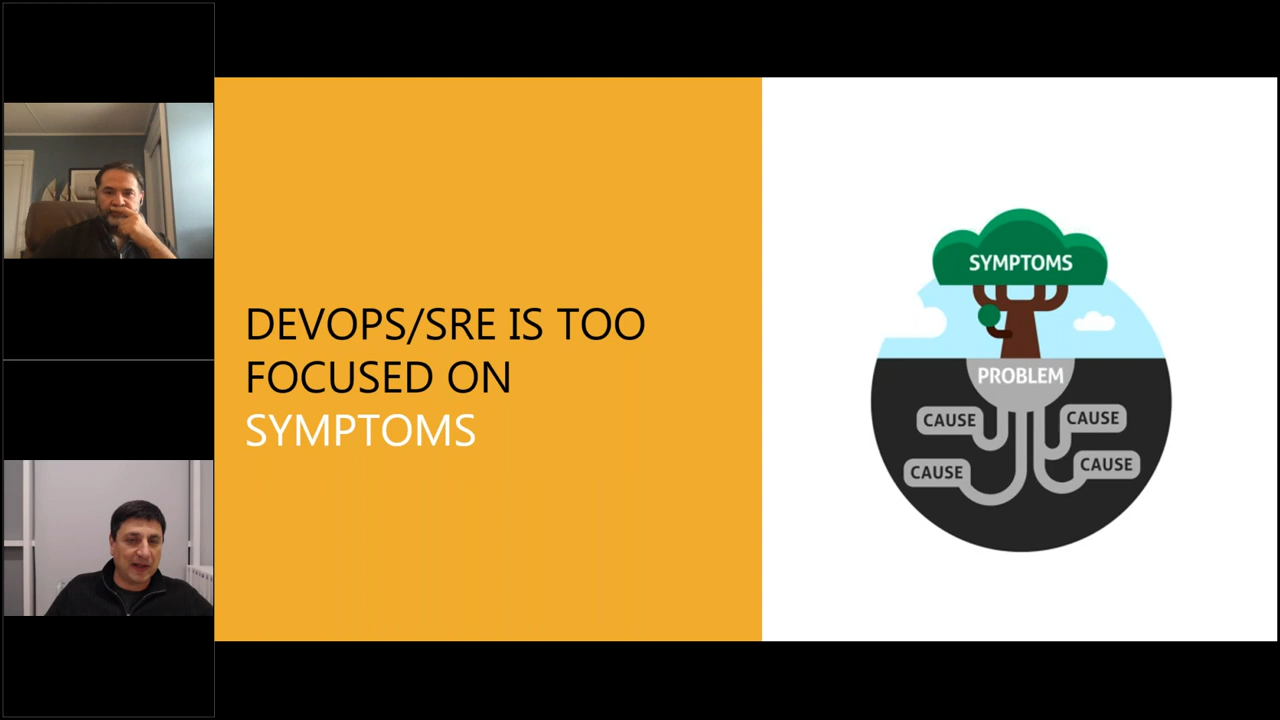 DEVOPS/SRE IS TOO
FOCUSED ON
SYMPTOMS
SYMPTOMS
PROBLEM
CAUSE
CAUSE
CAUSE
CAUSE